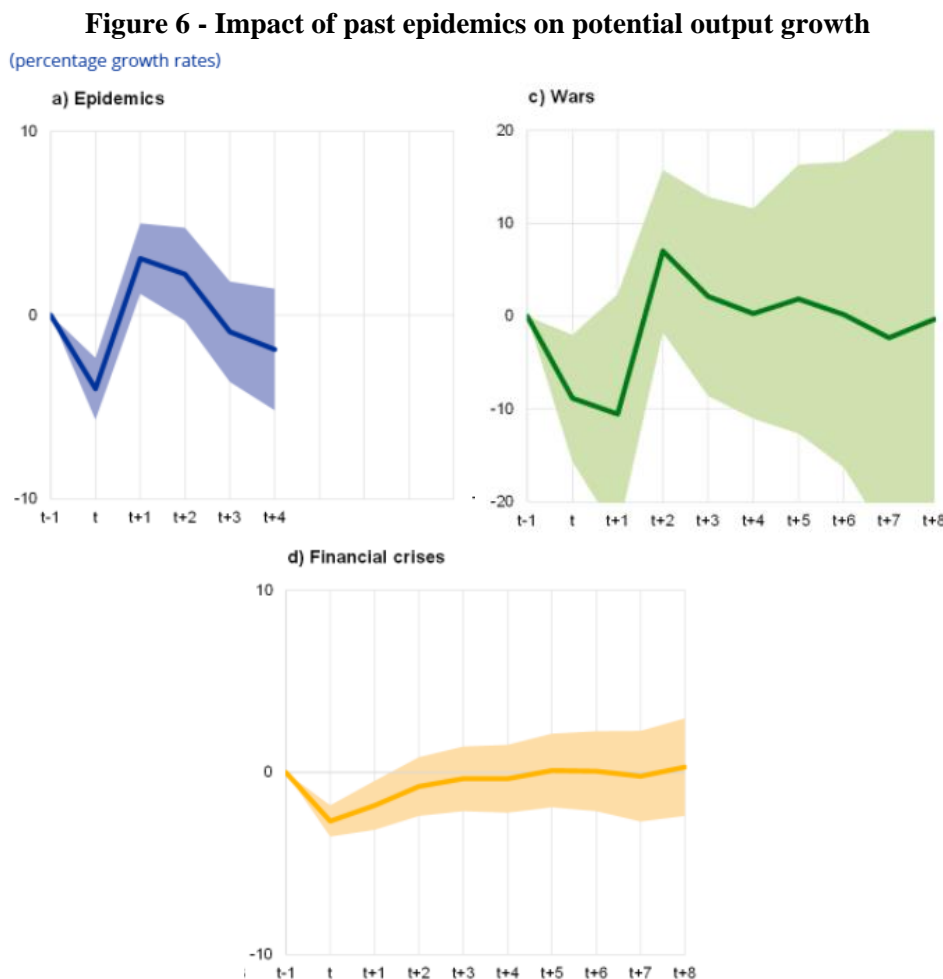 Figure 6 - Impact of past epidemics on potential output growth
(percentage growth rates)
a) Epidemics
10
0
-10
t-1 t t+1 t+2 t+3 t+4
c) Wars
20
10
0
-10
-20
t-1 t t+1 t+2 t+3 t+4 t+5 t+6 t+7 t+8
d) Financial crises
10
0
-10
t-1 t t+1 t+2 t+3 t+4 t+5 t+6 t+7 t+8